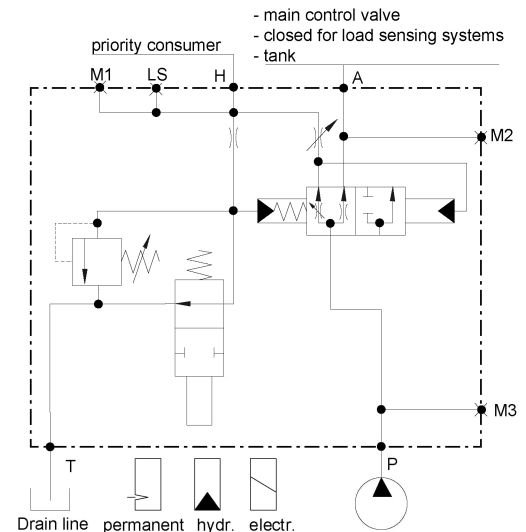 - main control valve
- closed for load sensing systems
- tank
priority consumer
M1 LS H A
M2
M3
T P
Drain line permanent hydr. electr.